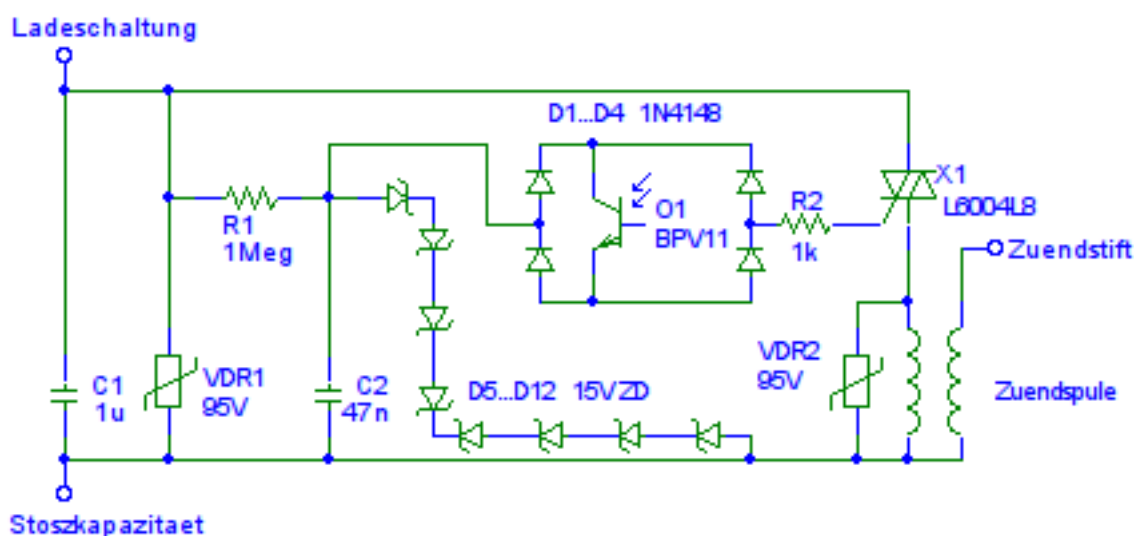 Ladeschaltung
D1...D4 1N4148
X1
L6004L8
R1
1Meg
O1
BPV11
R2
1k
Zuendstift
C1
1u
VDR1
95V
C2
47n
D5...D12 15VZD
VDR2
95V
Zuendspule
Stoszkapazitaet